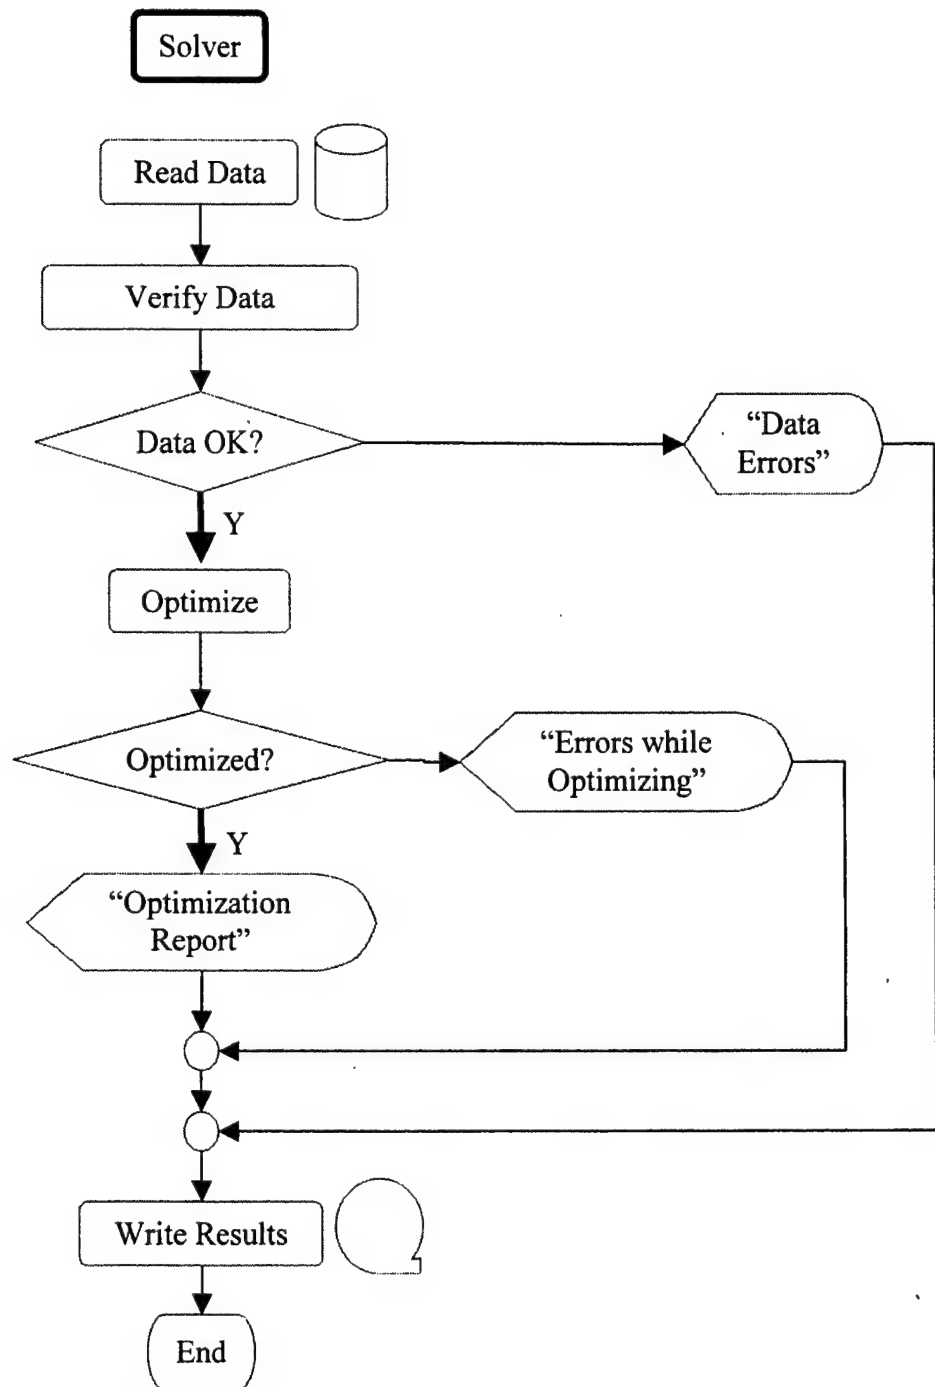 Solver
Read Data
Verify Data
Data OK?
“Data
Errors”
Y
Optimize
Optimized?
“Errors while
Optimizing”
Y
“Optimization
Report”
Write Results
End